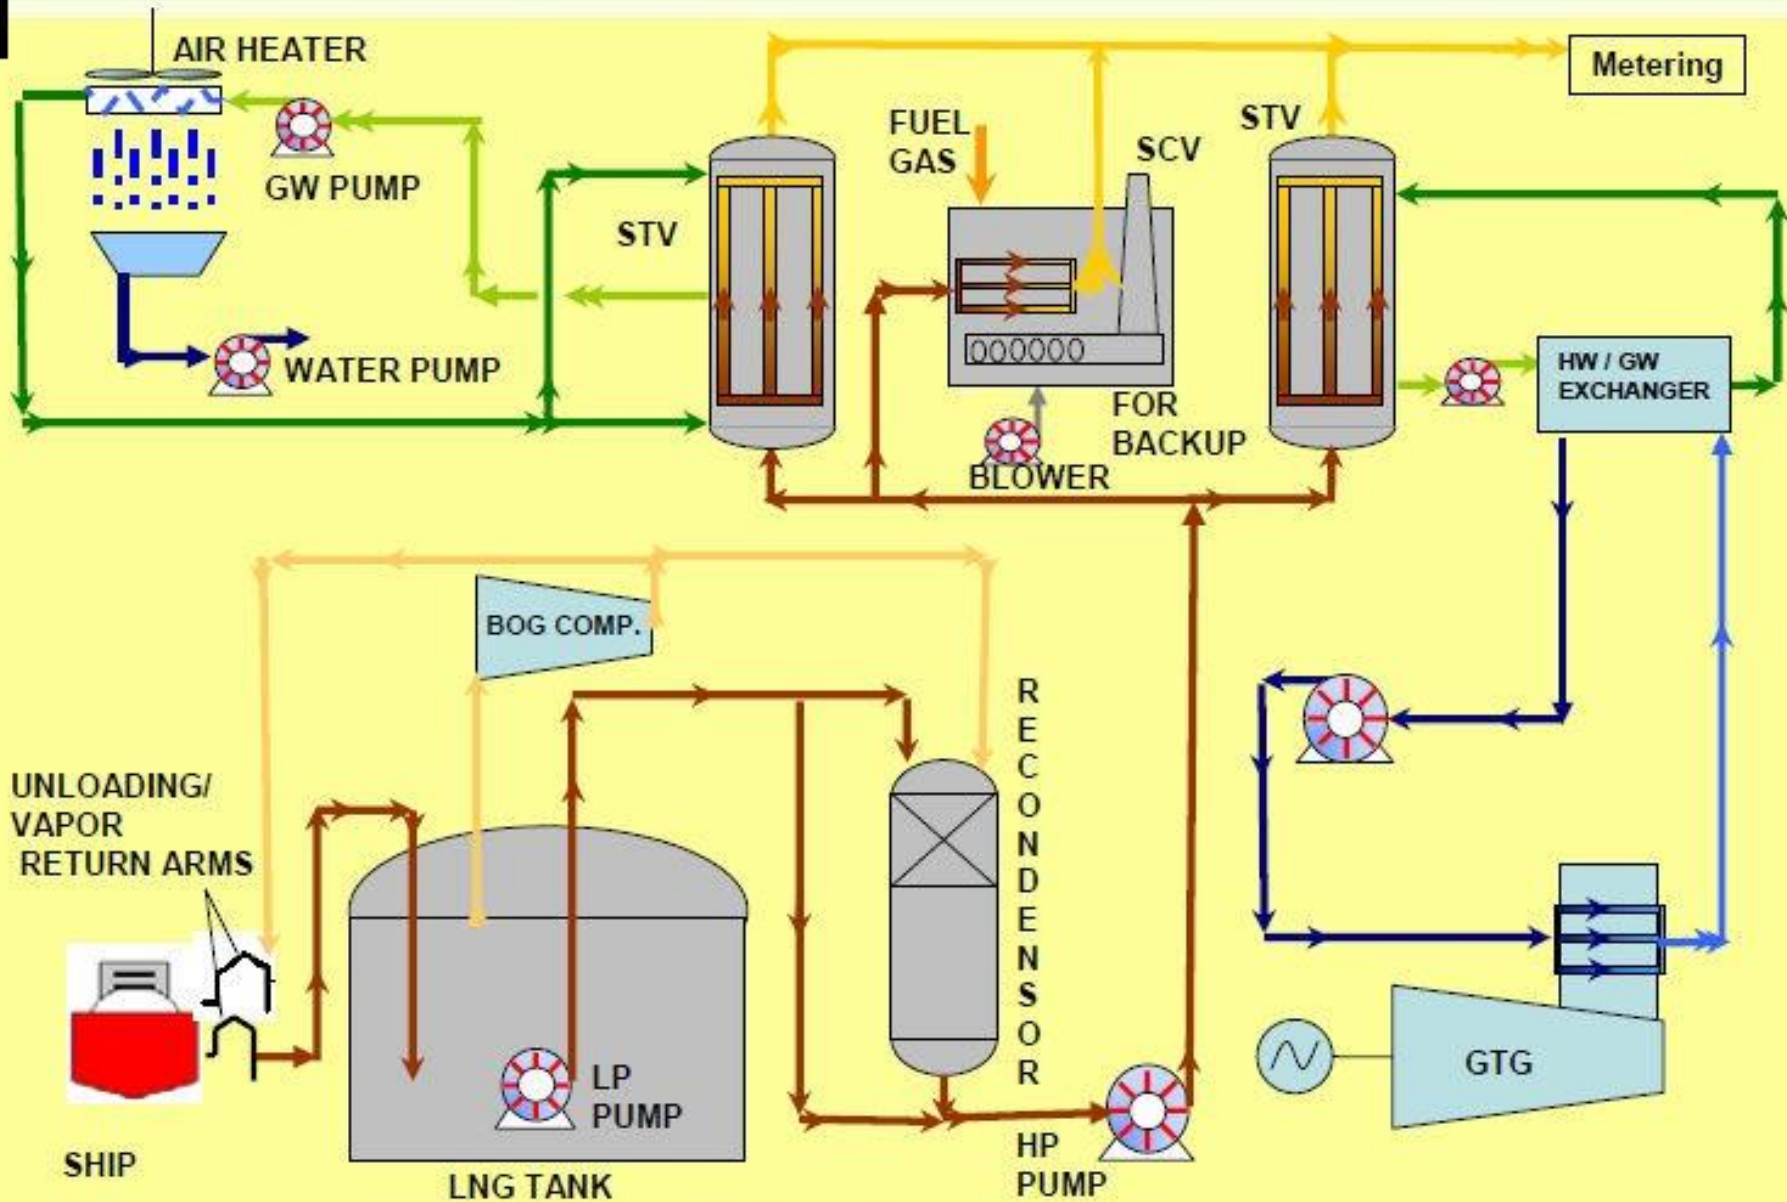 AIR HEATER
Metering
FUEL
GAS
SCV
STV
GW PUMP
STV
WATER PUMP
HW / GW
EXCHANGER
FOR
BACKUP
BLOWER
BOG COMP.
RECONDENSOR
UNLOADING/
VAPOR
RETURN ARMS
LP
PUMP
GTG
HP
PUMP
SHIP
LNG TANK